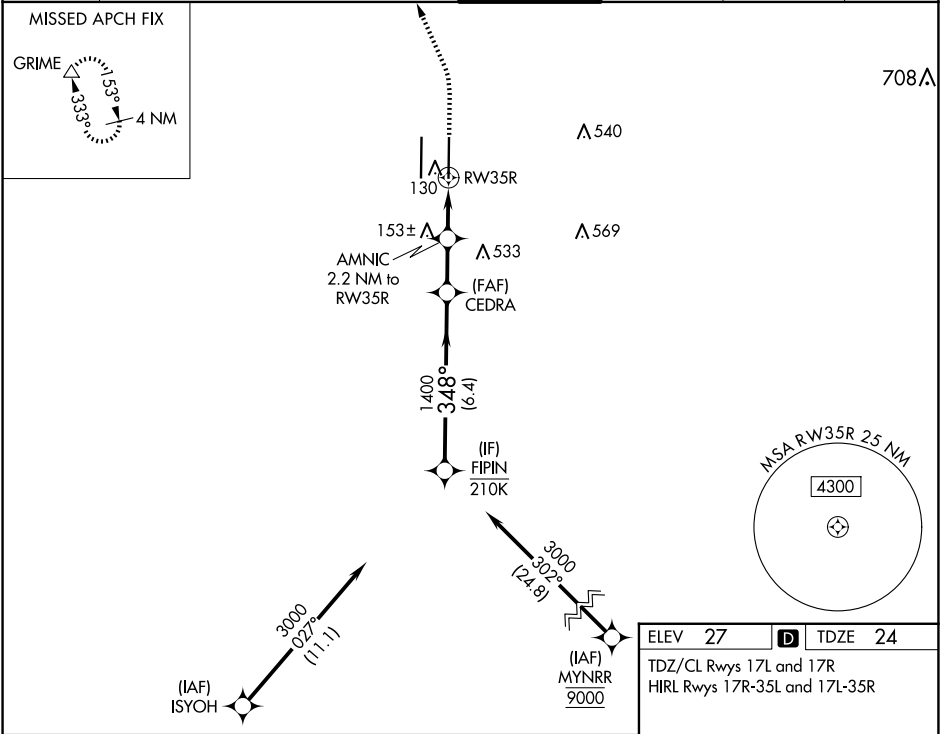 MISSED APCH FIX
GRIME
153°
333°
4 NM
708
540
130
RW35R
153±
569
533
AMNIC
2.2 NM to
RW35R
(FAF)
CEDRA
1400
348°
(6.4)
(IF)
FIPIN
210K
MSA RW35R 25 NM
4300
3000
302°
(24.8)
3000
027°
(11.1)
(IAF)
ISYOH
(IAF)
MYNRR
9000
ELEV 27 D TDZE 24
TDZ/CL Rwys 17L and 17R
HIRL Rwys 17R-35L and 17L-35R